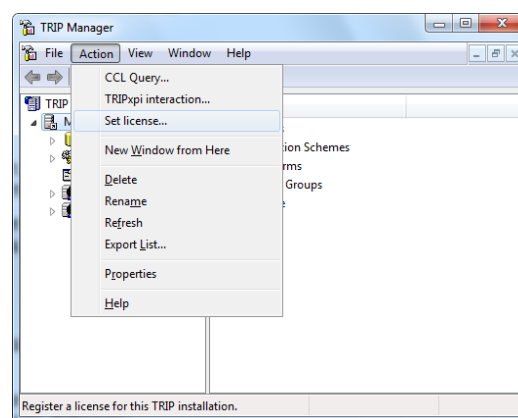 TRIP Manager
File Action View Window Help
TRIP
CCL Query...
TRIPxpi interaction...
Set license...
New Window from Here
ion Schemes
rms
Delete
Groups
Rename
Refresh
Export List...
Properties
Help
Register a license for this TRIP installation.